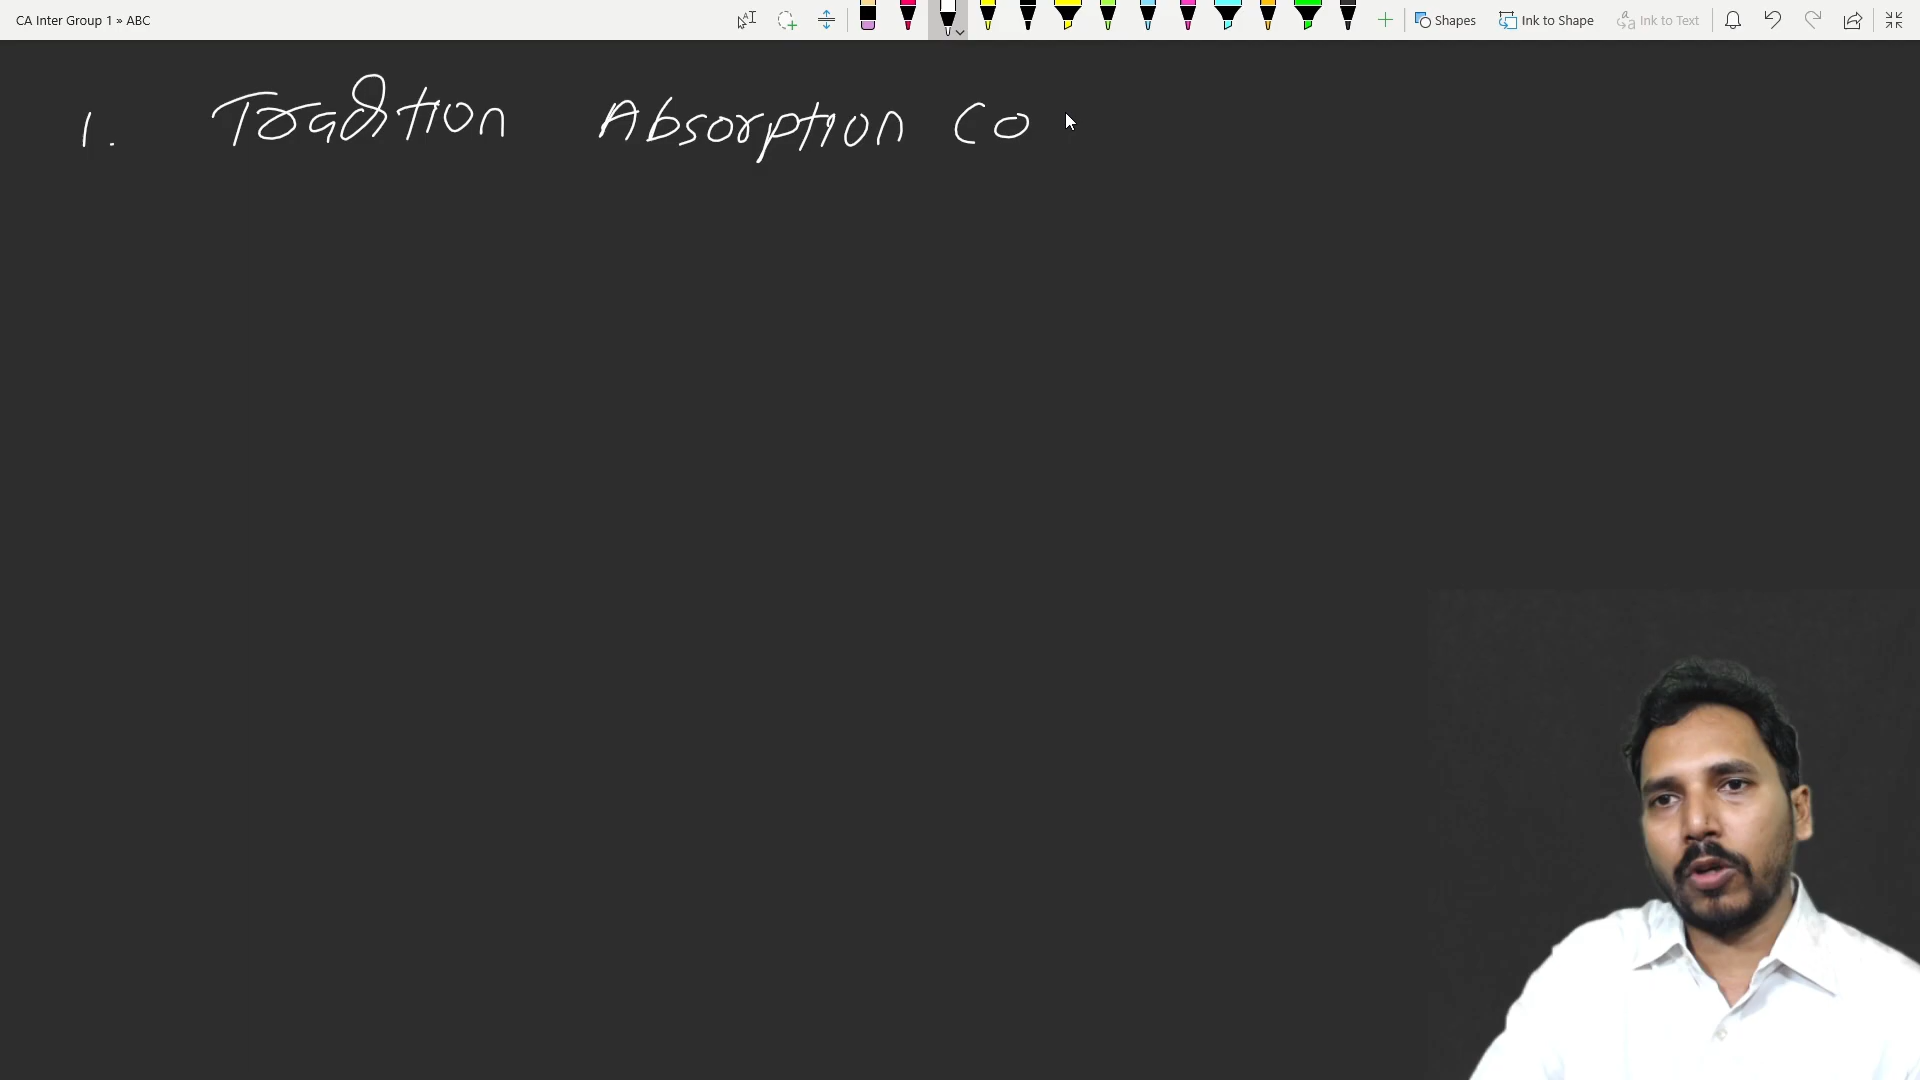 CA Inter Group 1 » ABC
Shapes
Ink to Shape
Ink to Text
1. Tradition Absorption Co